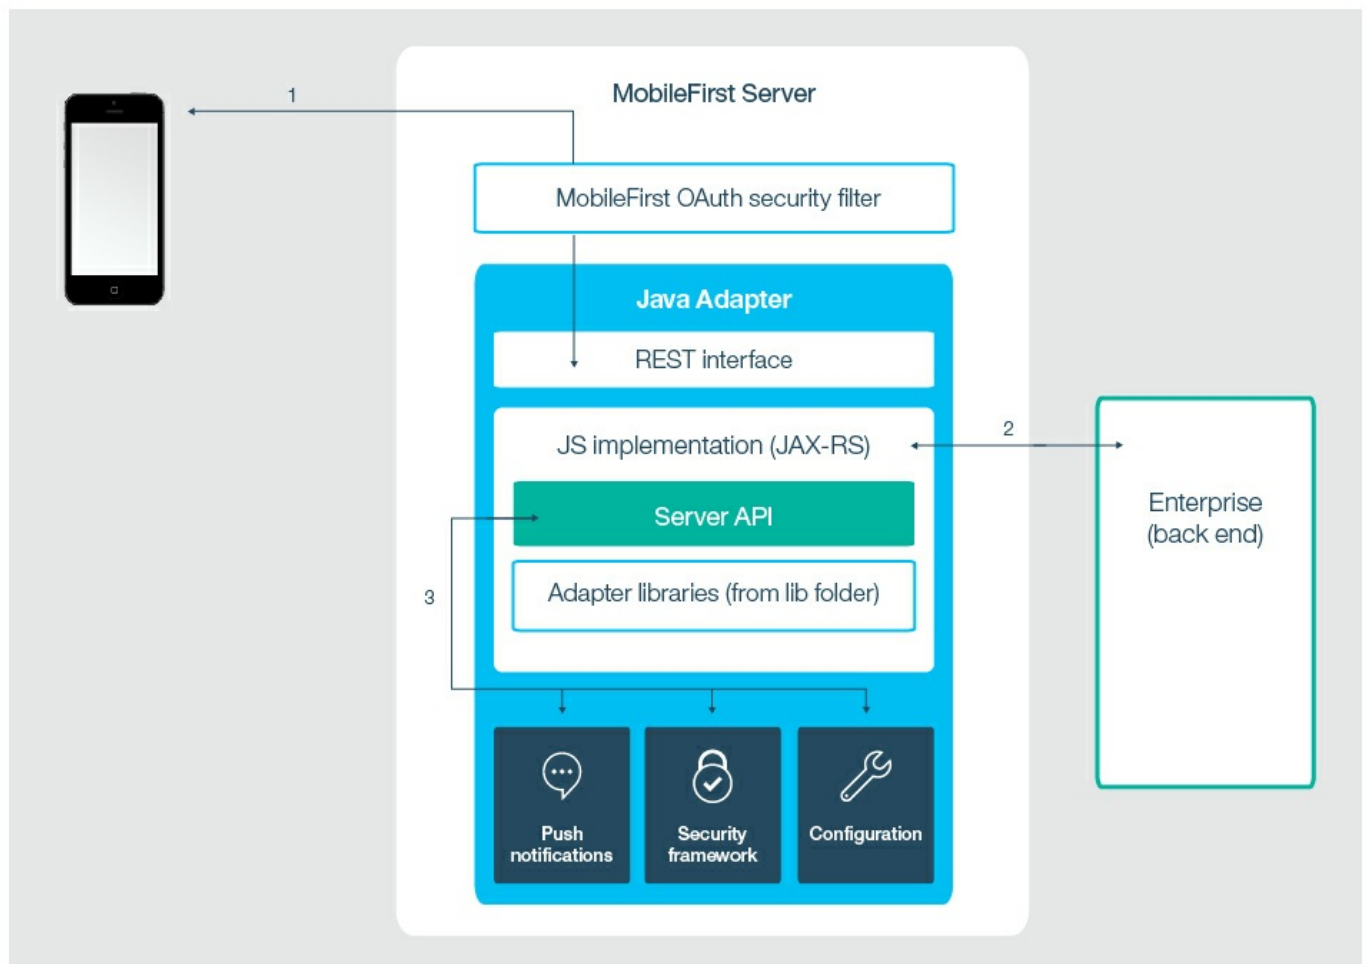 1
MobileFirst Server
MobileFirst OAuth security filter
Java Adapter
REST interface
JS implementation (JAX-RS)
2
Server API
Enterprise
(back end)
Adapter libraries (from lib folder)
3
Push
notifications
Security
framework
Configuration